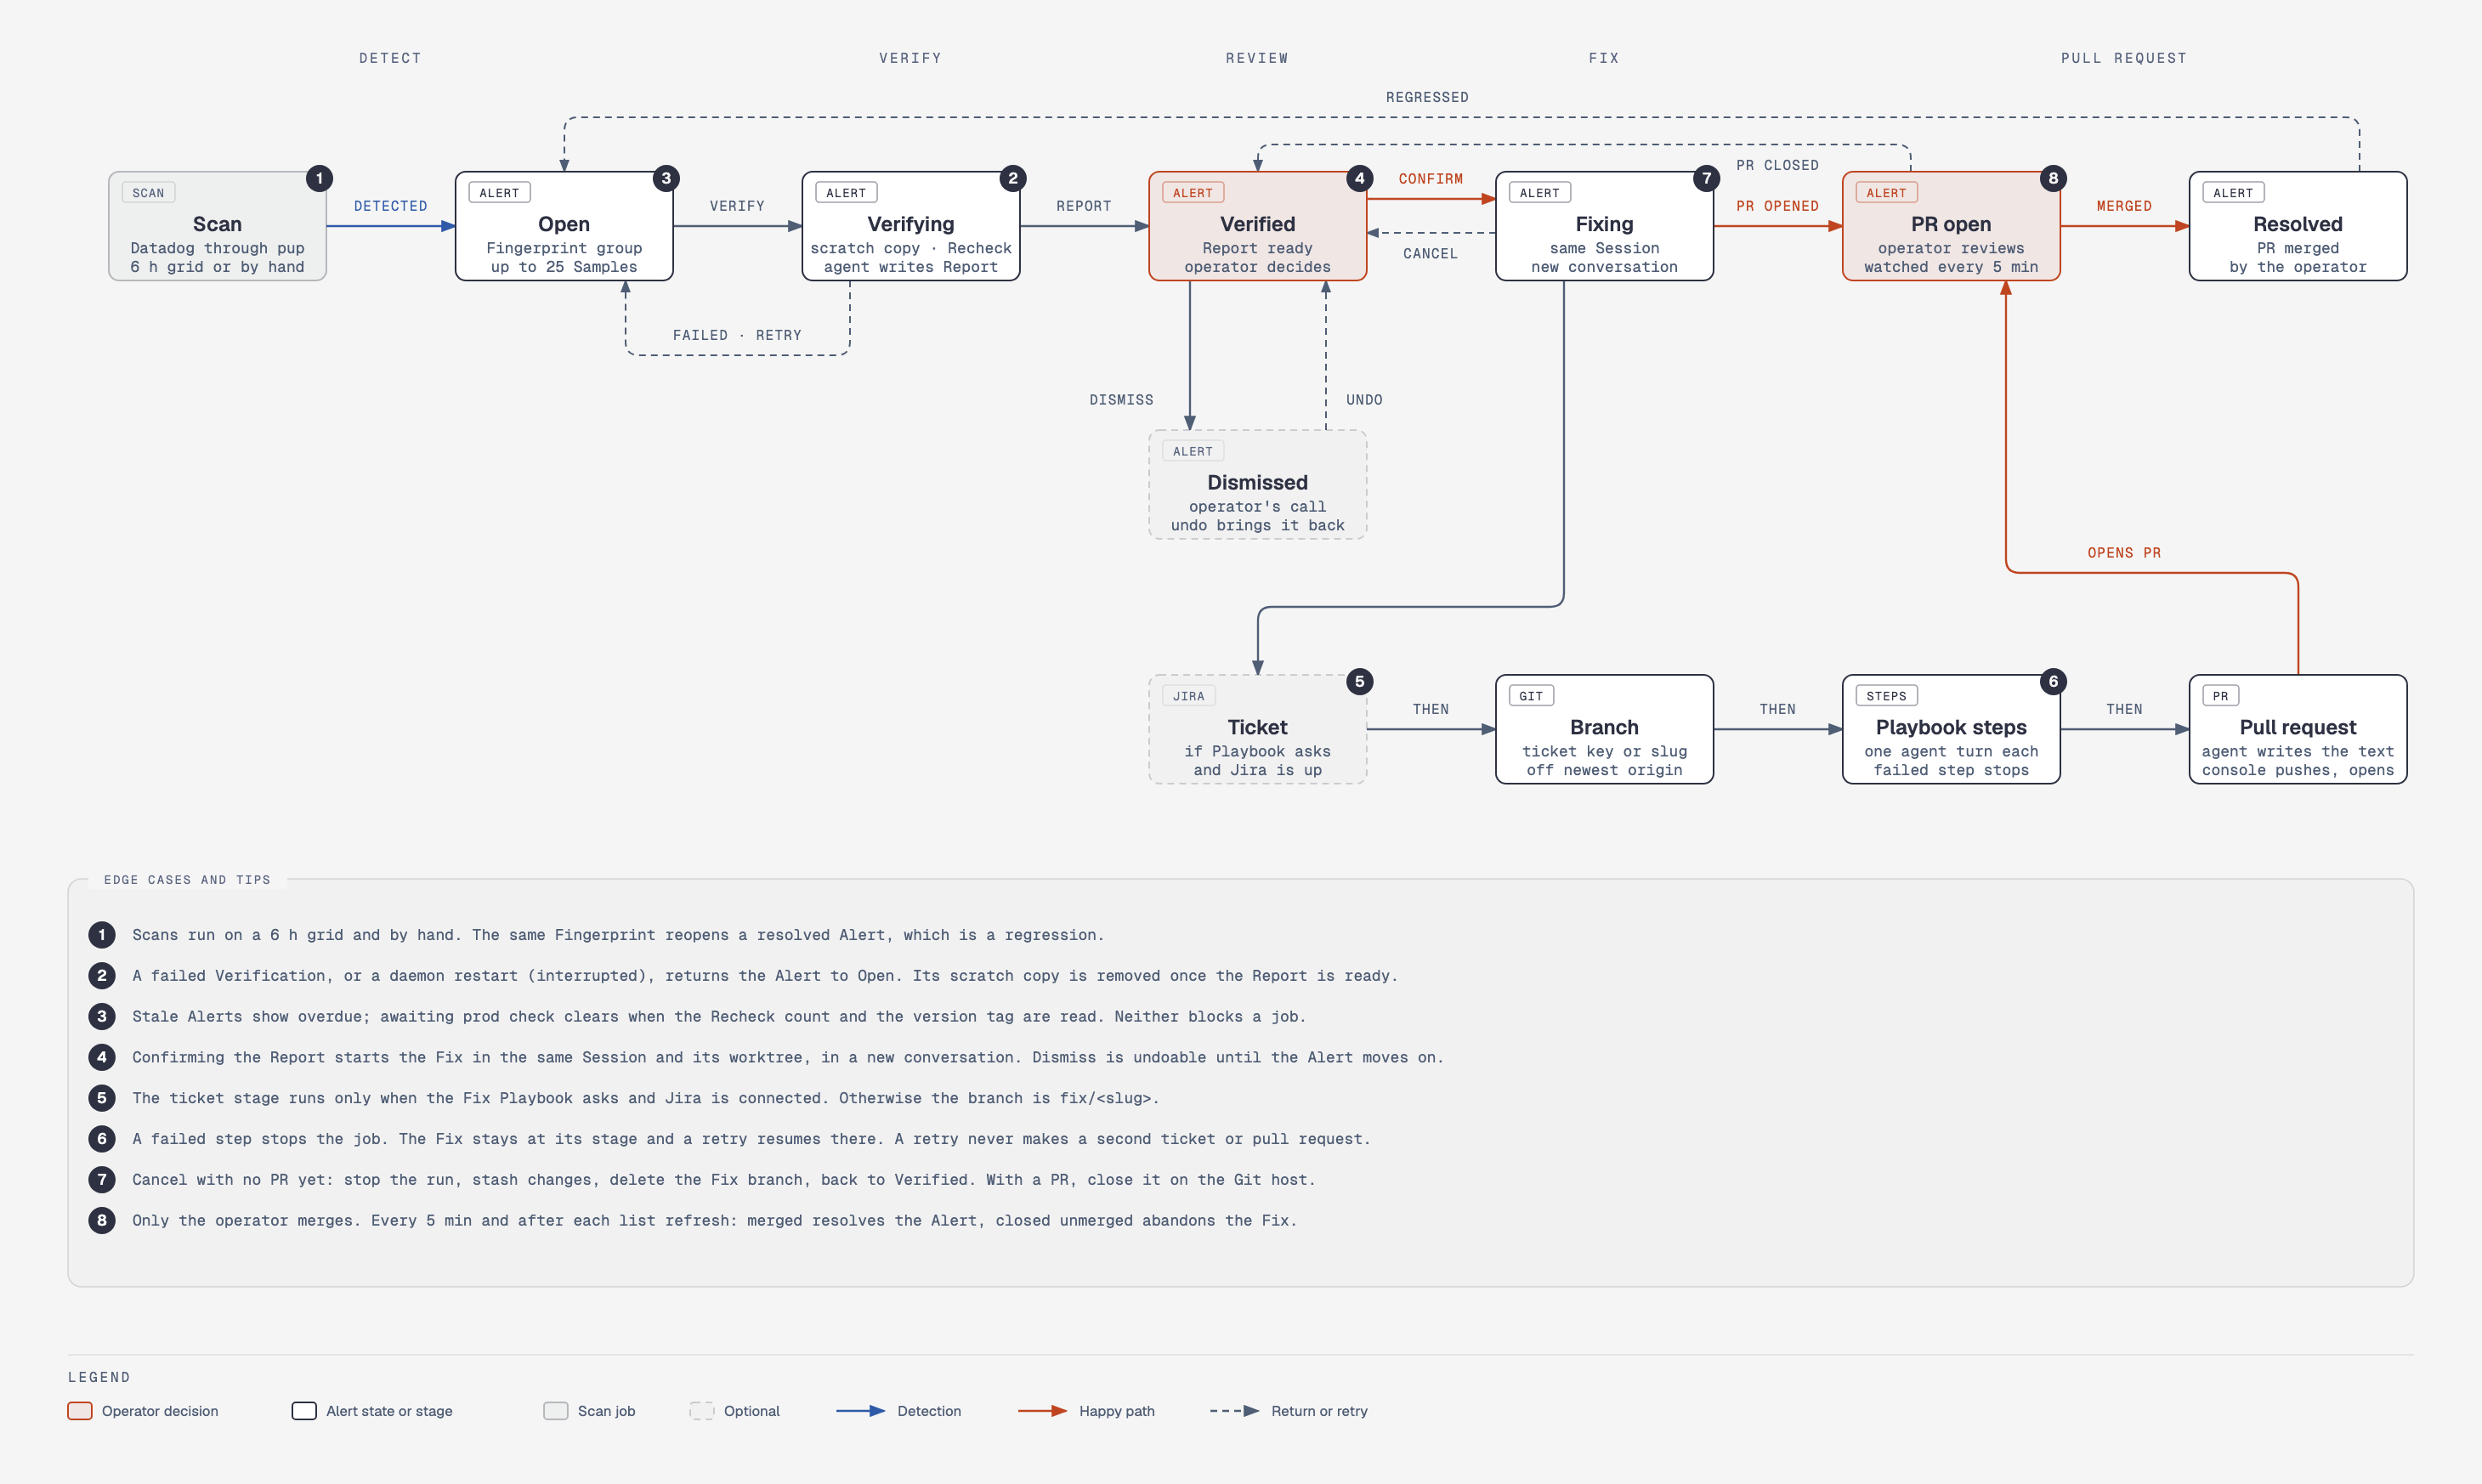 DETECT
VERIFY
REVIEW
FIX
PULL REQUEST
REGRESSED
PR CLOSED
SCAN
1
Scan
Datadog through pup
6 h grid or by hand
DETECTED
ALERT
3
Open
Fingerprint group
up to 25 Samples
VERIFY
ALERT
2
Verifying
scratch copy · Recheck
agent writes Report
REPORT
ALERT
4
Verified
Report ready
operator decides
CONFIRM
CANCEL
ALERT
7
Fixing
same Session
new conversation
PR OPENED
ALERT
8
PR open
operator reviews
watched every 5 min
MERGED
ALERT
Resolved
PR merged
by the operator
FAILED · RETRY
DISMISS
UNDO
ALERT
Dismissed
operator's call
undo brings it back
OPENS PR
JIRA
5
Ticket
if Playbook asks
and Jira is up
THEN
GIT
Branch
ticket key or slug
off newest origin
THEN
STEPS
6
Playbook steps
one agent turn each
failed step stops
THEN
PR
Pull request
agent writes the text
console pushes, opens
EDGE CASES AND TIPS
1 Scans run on a 6 h grid and by hand. The same Fingerprint reopens a resolved Alert, which is a regression.
2 A failed Verification, or a daemon restart (interrupted), returns the Alert to Open. Its scratch copy is removed once the Report is ready.
3 Stale Alerts show overdue; awaiting prod check clears when the Recheck count and the version tag are read. Neither blocks a job.
4 Confirming the Report starts the Fix in the same Session and its worktree, in a new conversation. Dismiss is undoable until the Alert moves on.
5 The ticket stage runs only when the Fix Playbook asks and Jira is connected. Otherwise the branch is fix/<slug>.
6 A failed step stops the job. The Fix stays at its stage and a retry resumes there. A retry never makes a second ticket or pull request.
7 Cancel with no PR yet: stop the run, stash changes, delete the Fix branch, back to Verified. With a PR, close it on the Git host.
8 Only the operator merges. Every 5 min and after each list refresh: merged resolves the Alert, closed unmerged abandons the Fix.
LEGEND
Operator decision
Alert state or stage
Scan job
Optional
Detection
Happy path
Return or retry